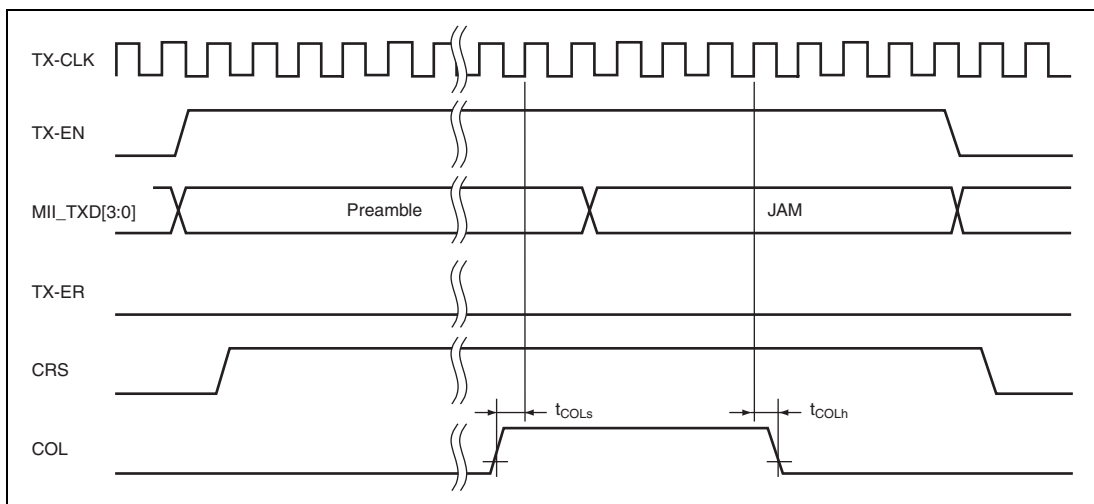 TX-CLK
TX-EN
MII_TXD[3:0] Preamble JAM
TX-ER
CRS
tCOLs tCOLh
COL